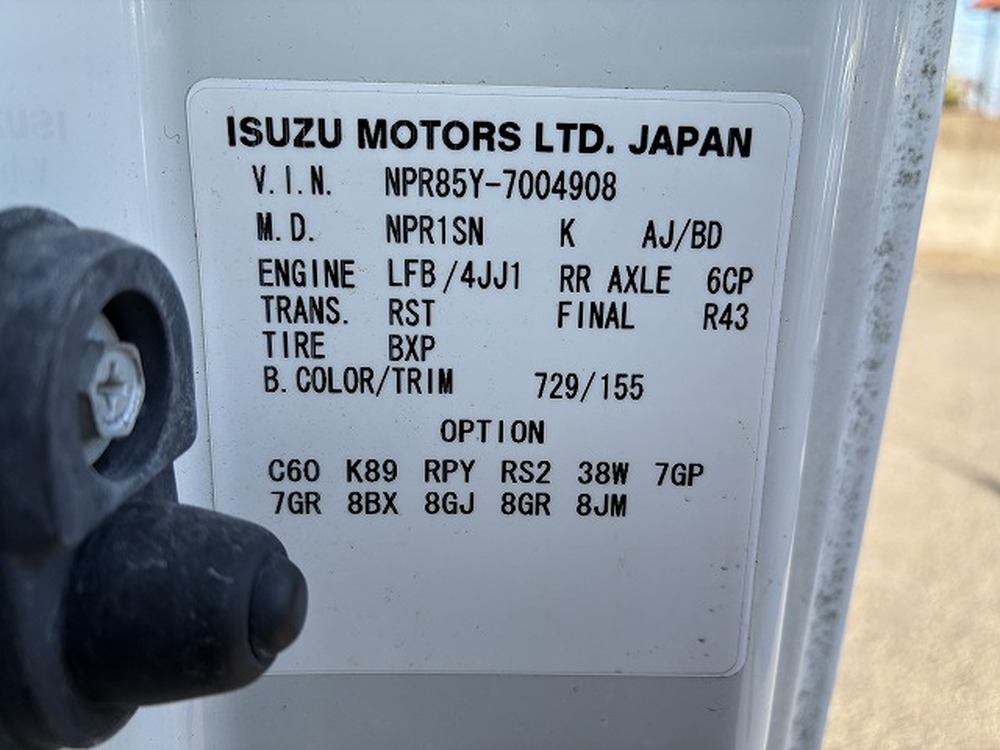 ISUZU MOTORS LTD. JAPAN
V.I.N. NPR85Y-7004908
M.D. NPR1SN K AJ/BD
ENGINE LFB/4JJ1 RR AXLE 6CP
TRANS. RST FINAL R43
TIRE BXP
B.COLOR/TRIM 729/155
OPTION
C60 K89 RPY RS2 38W 7GP
7GR 8BX 8GJ 8GR 8JM